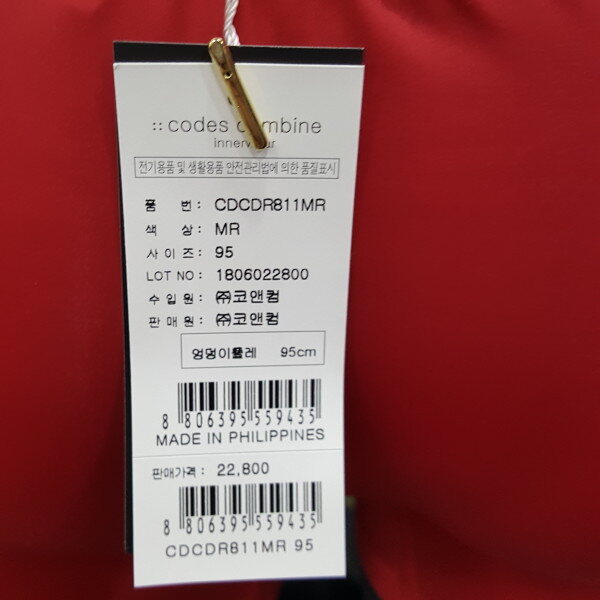 :: codes combine
innerwear
전기용품 및 생활용품 안전관리법에 의한 품질표시
품 번 : CDCDR811MR
색 상 : MR
사 이 즈 : 95
LOT NO : 1806022800
수 입 원 : ㈜코앤컴
판 매 원 : ㈜코앤컴
엉덩이둘레 95cm
8 806395 559435
MADE IN PHILIPPINES
판매가격 : 22,800
8 806395 559435
CDCDR811MR 95